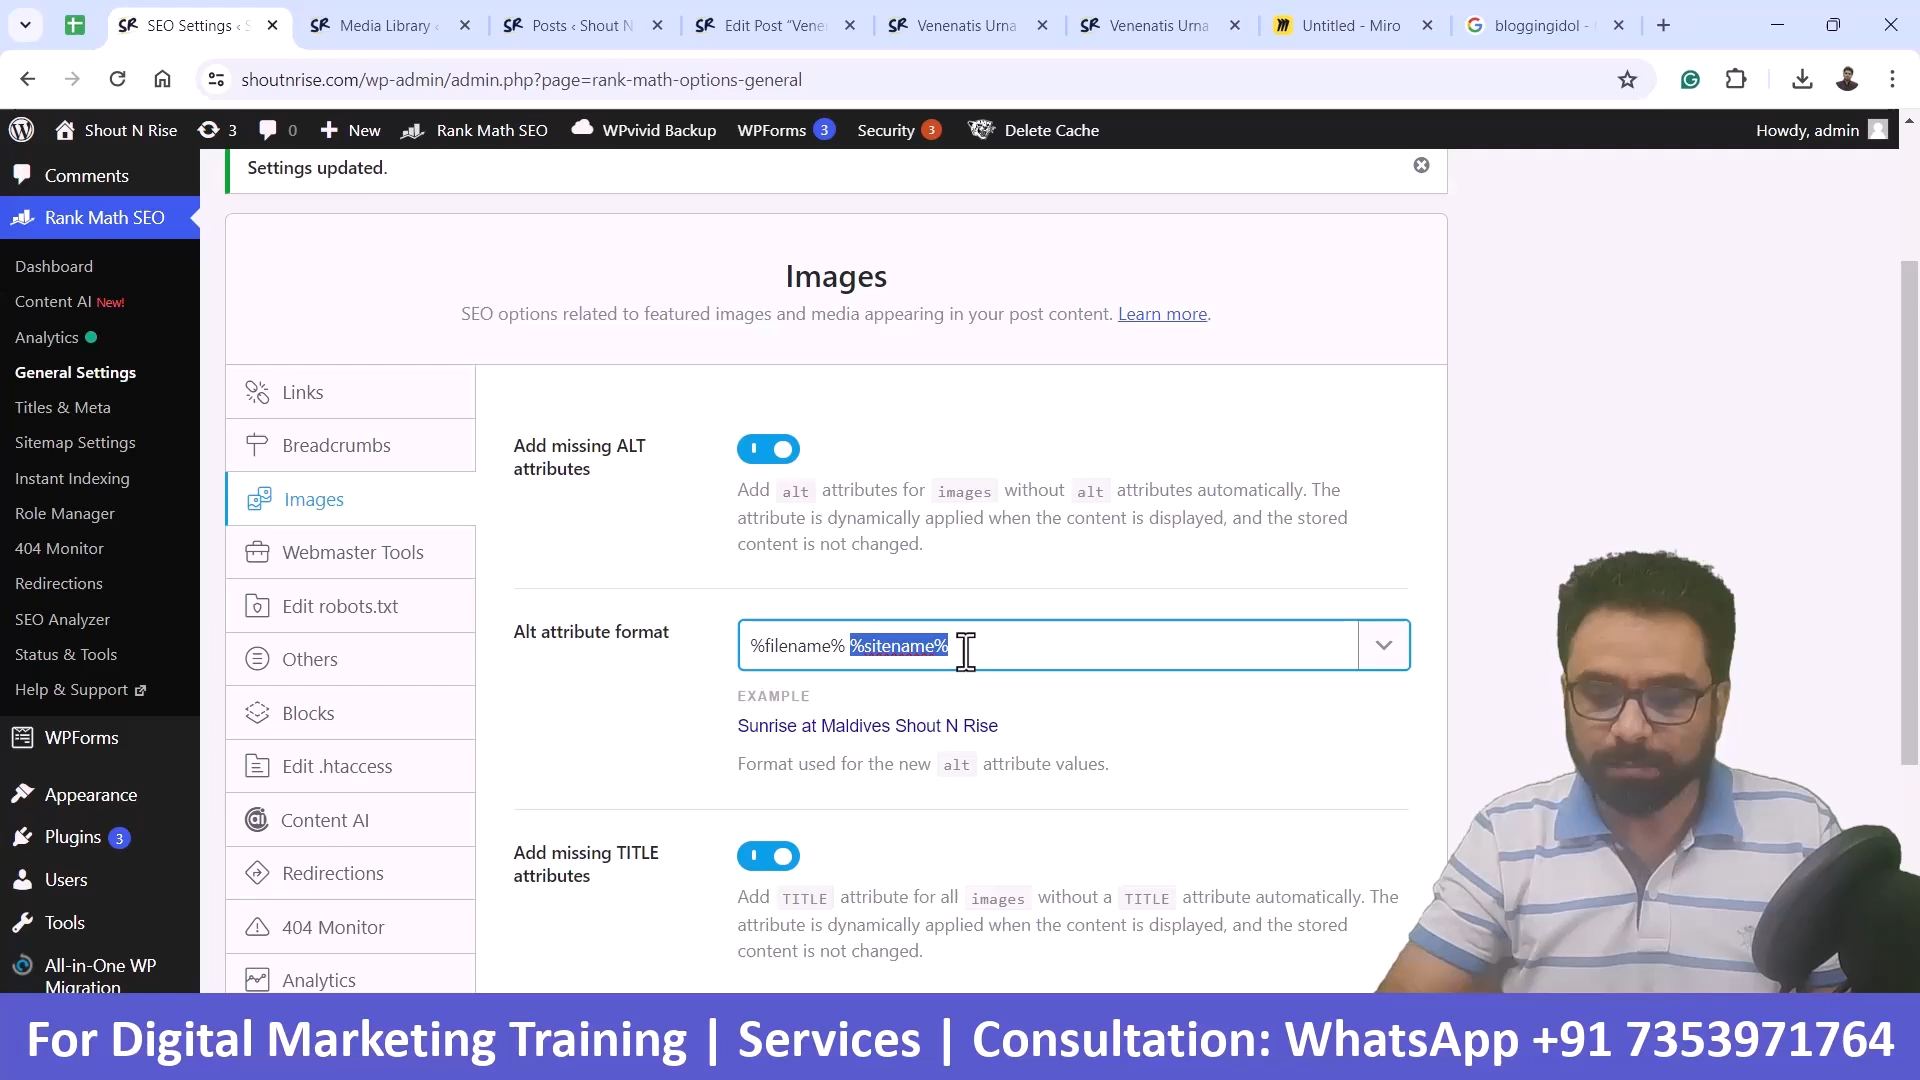 SEO Settings ‹ S
Media Library ‹
Posts ‹ Shout N
Edit Post “Vene
Venenatis Urna
Venenatis Urna
Untitled - Miro
bloggingidol -
shoutnrise.com/wp-admin/admin.php?page=rank-math-options-general
Shout N Rise
3
0
New
Rank Math SEO
WPvivid Backup
WPForms 3
Security 3
Delete Cache
Howdy, admin
Comments
Rank Math SEO
Dashboard
Content AI New!
Analytics
General Settings
Titles & Meta
Sitemap Settings
Instant Indexing
Role Manager
404 Monitor
Redirections
SEO Analyzer
Status & Tools
Help & Support
WPForms
Appearance
Plugins 3
Users
Tools
All-in-One WP
Migration
Settings updated.
Images
SEO options related to featured images and media appearing in your post content. Learn more.
Links
Breadcrumbs
Images
Webmaster Tools
Edit robots.txt
Others
Blocks
Edit .htaccess
Content AI
Redirections
404 Monitor
Analytics
Add missing ALT
attributes
Add alt attributes for images without alt attributes automatically. The
attribute is dynamically applied when the content is displayed, and the stored
content is not changed.
Alt attribute format
%filename% %sitename%
EXAMPLE
Sunrise at Maldives Shout N Rise
Format used for the new alt attribute values.
Add missing TITLE
attributes
Add TITLE attribute for all images without a TITLE attribute automatically. The
attribute is dynamically applied when the content is displayed, and the stored
content is not changed.
For Digital Marketing Training | Services | Consultation: WhatsApp +91 7353971764